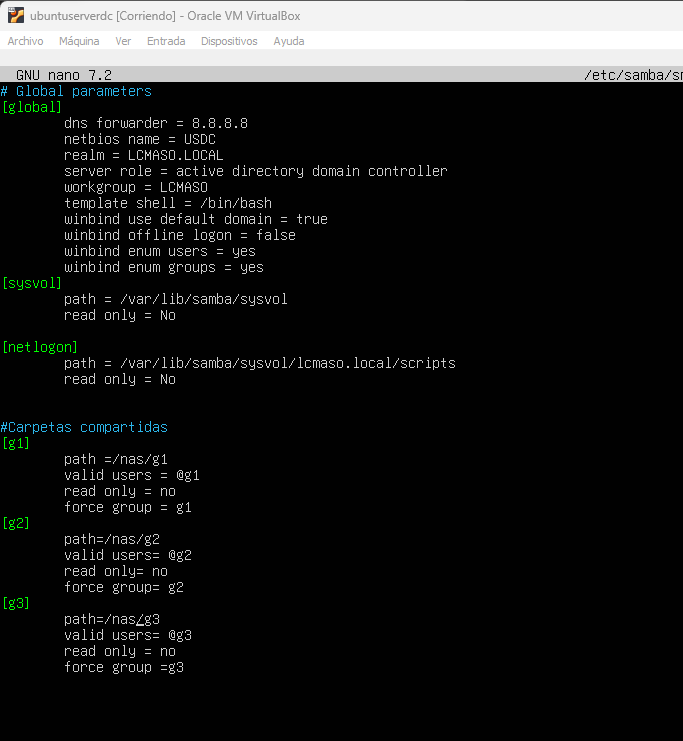 ubuntuserverdc [Corriendo] - Oracle VM VirtualBox
Archivo Máquina Ver Entrada Dispositivos Ayuda
GNU nano 7.2 /etc/samba/sm
# Global parameters
[global]
dns forwarder = 8.8.8.8
netbios name = USDC
realm = LCMASO.LOCAL
server role = active directory domain controller
workgroup = LCMASO
template shell = /bin/bash
winbind use default domain = true
winbind offline logon = false
winbind enum users = yes
winbind enum groups = yes
[sysvol]
path = /var/lib/samba/sysvol
read only = No
[netlogon]
path = /var/lib/samba/sysvol/lcmaso.local/scripts
read only = No
#Carpetas compartidas
[g1]
path =/nas/g1
valid users = @g1
read only = no
force group = g1
[g2]
path=/nas/g2
valid users= @g2
read only= no
force group= g2
[g3]
path=/nas/g3
valid users= @g3
read only = no
force group =g3